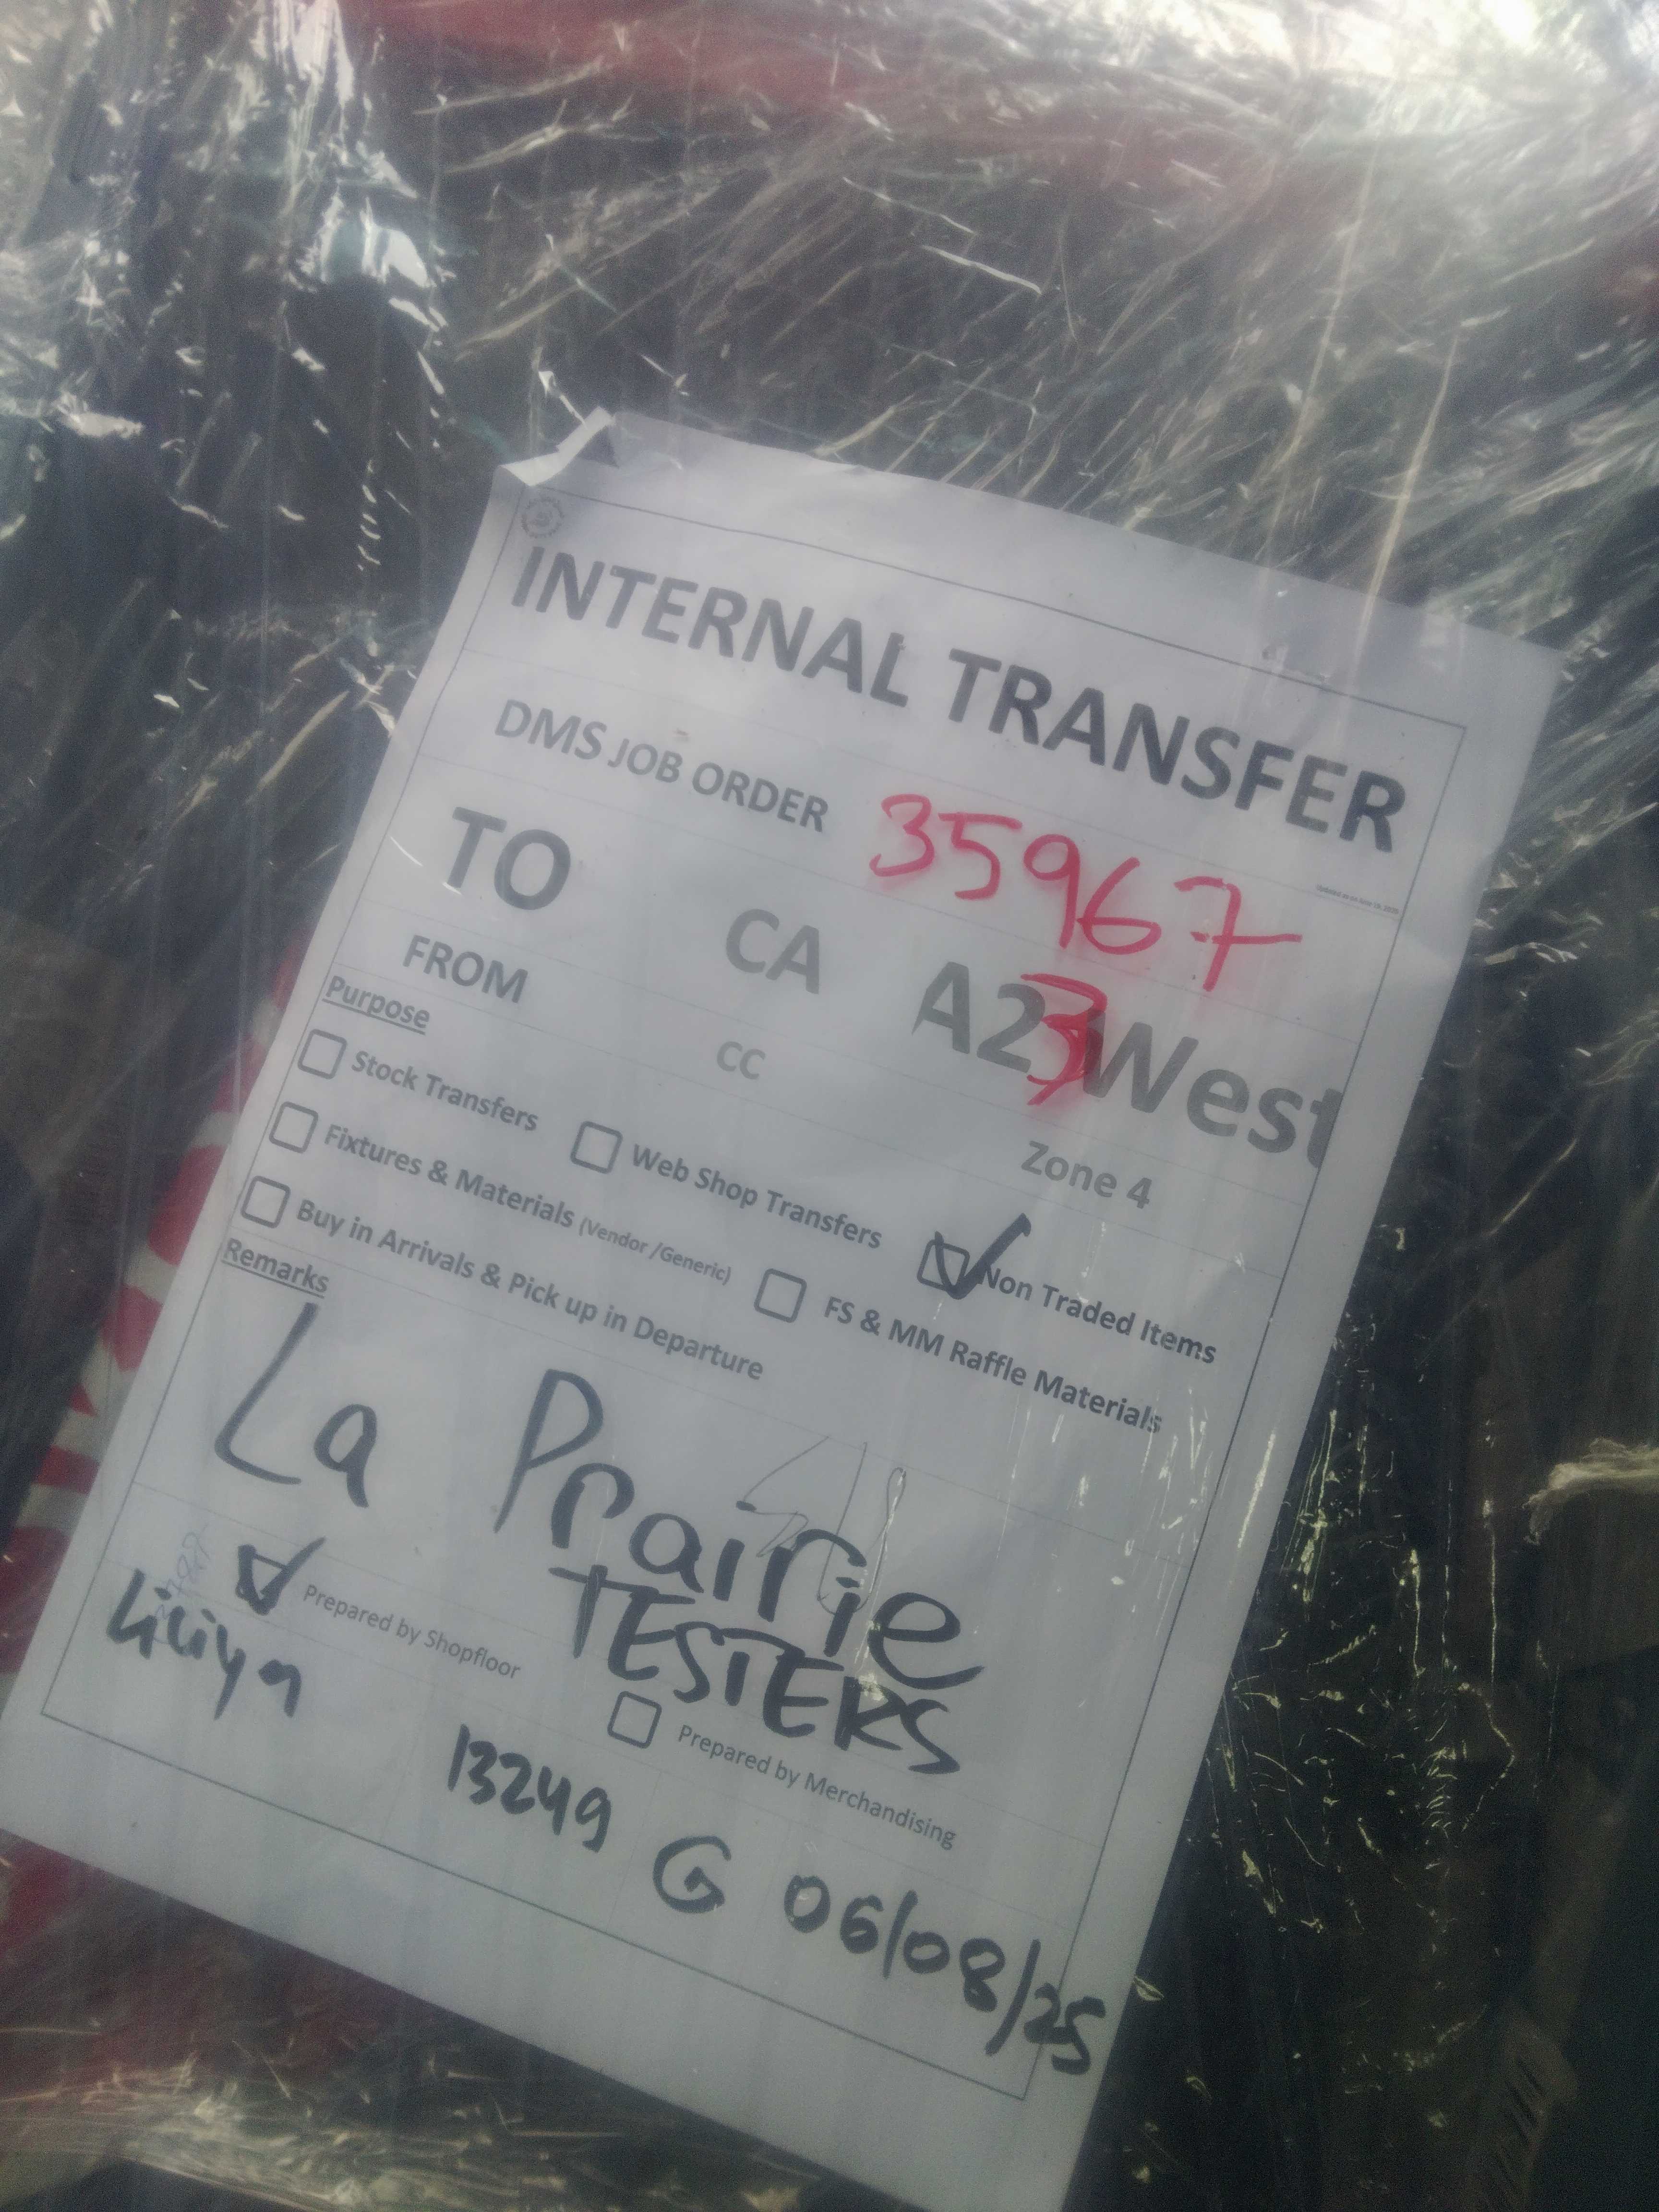 INTERNAL TRANSFER
DMS JOB ORDER 35967
TO CA A23 West
FROM CC Zone 4
Purpose
Stock Transfers Web Shop Transfers Non Traded Items
Fixtures & Materials (Vendor /Generic) FS & MM Raffle Materials
Buy in Arrivals & Pick up in Departure
Remarks
La Prairie
TESTERS
Prepared by Shopfloor Prepared by Merchandising
Liliya 13249 G 06/08/25